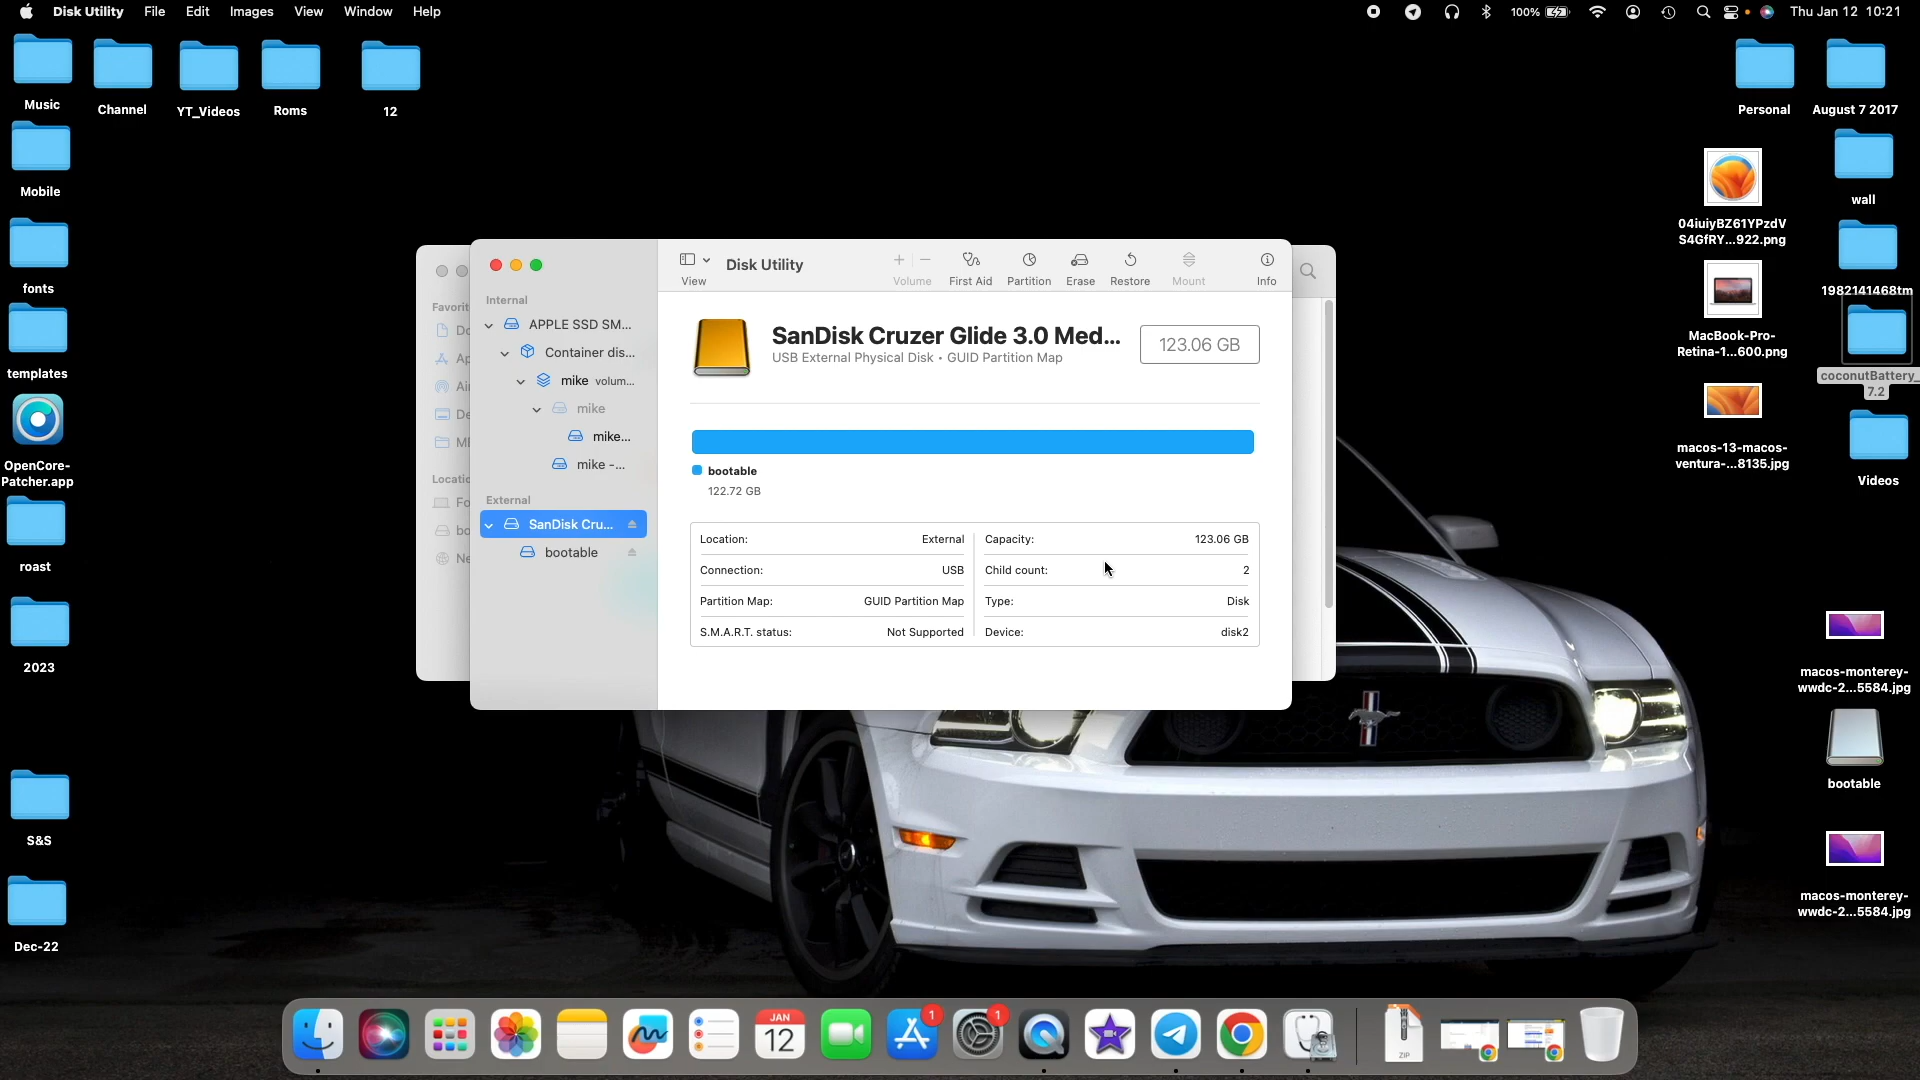 Disk Utility File Edit Images View Window Help
100% Thu Jan 12 10:21
Music
Channel
YT_Videos
Roms
12
Mobile
fonts
templates
OpenCore-
Patcher.app
roast
2023
S&S
Dec-22
Personal
August 7 2017
wall
04iuiyBZ61YPzdV
S4GfRY...922.png
1982141468tm
MacBook-Pro-
Retina-1...600.png
coconutBattery_
7.2
macos-13-macos-
ventura-...8135.jpg
Videos
macos-monterey-
wwdc-2...5584.jpg
bootable
macos-monterey-
wwdc-2...5584.jpg
Favorit
Locatic
Internal
APPLE SSD SM...
Container dis...
mike volum...
mike
mike...
mike -...
External
SanDisk Cru...
bootable
View
Disk Utility
Volume
First Aid
Partition
Erase
Restore
Mount
Info
SanDisk Cruzer Glide 3.0 Med...
USB External Physical Disk • GUID Partition Map
123.06 GB
bootable
122.72 GB
Location: External
Capacity: 123.06 GB
Connection: USB
Child count: 2
Partition Map: GUID Partition Map
Type: Disk
S.M.A.R.T. status: Not Supported
Device: disk2
JAN
12
1
1
ZIP